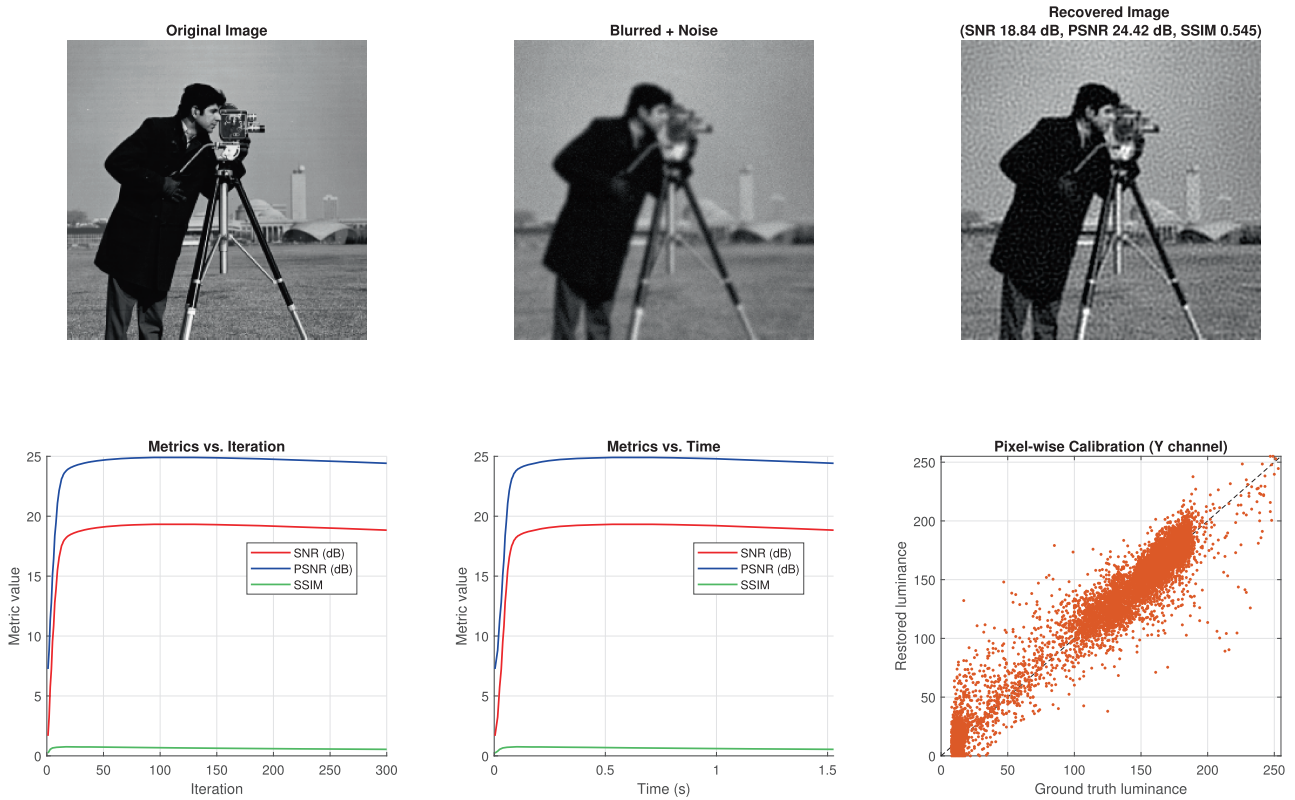 Original Image
Blurred + Noise
Recovered Image
(SNR 18.84 dB, PSNR 24.42 dB, SSIM 0.545)
Metrics vs. Iteration
25
20
15
10
5
0
Metric value
SNR (dB)
PSNR (dB)
SSIM
0 50 100 150 200 250 300
Iteration
Metrics vs. Time
25
20
15
10
5
0
Metric value
SNR (dB)
PSNR (dB)
SSIM
0 0.5 1 1.5
Time (s)
Pixel-wise Calibration (Y channel)
250
200
150
100
50
0
Restored luminance
0 50 100 150 200 250
Ground truth luminance